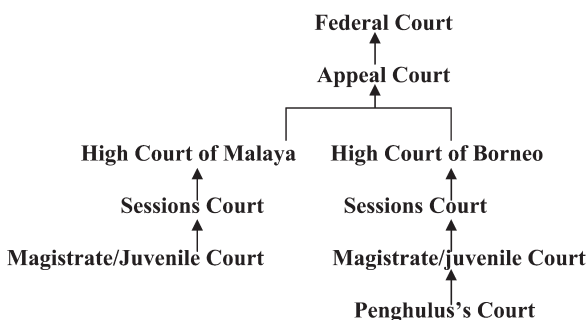 Federal Court
Appeal Court
High Court of Malaya
High Court of Borneo
Sessions Court
Sessions Court
Magistrate/Juvenile Court
Magistrate/juvenile Court
Penghulus's Court